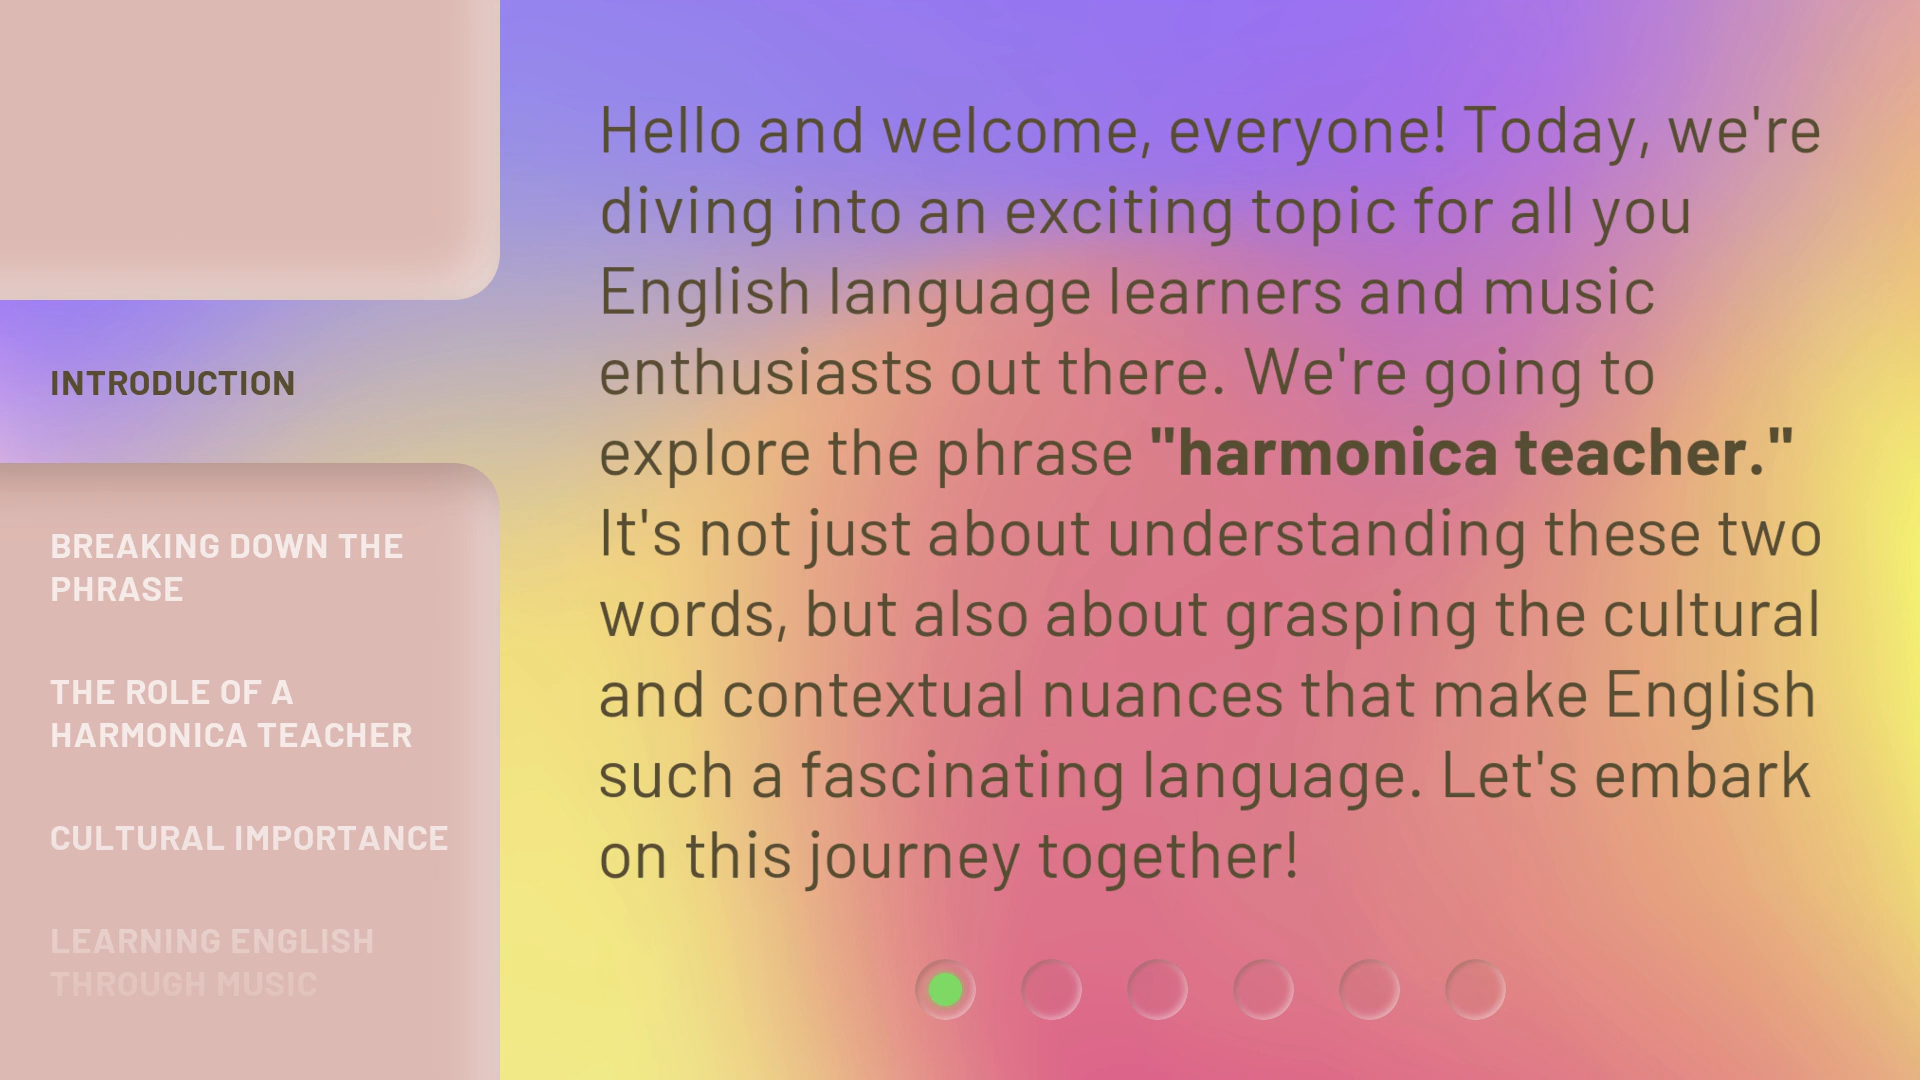 INTRODUCTION
BREAKING DOWN THE
PHRASE
THE ROLE OF A
HARMONICA TEACHER
CULTURAL IMPORTANCE
LEARNING ENGLISH
THROUGH MUSIC
Hello and welcome, everyone! Today, we're
diving into an exciting topic for all you
English language learners and music
enthusiasts out there. We're going to
explore the phrase "harmonica teacher."
It's not just about understanding these two
words, but also about grasping the cultural
and contextual nuances that make English
such a fascinating language. Let's embark
on this journey together!